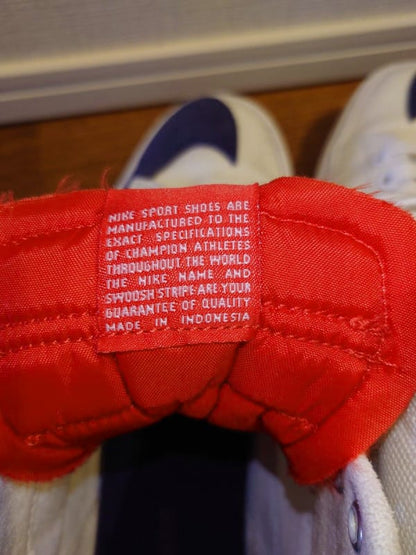 NIKE SPORT SHOES ARE
MANUFACTURED TO THE
EXACT SPECIFICATIONS
OF CHAMPION ATHLETES
THROUGHOUT THE WORLD
THE NIKE NAME AND
SWOOSH STRIPE ARE YOUR
GUARANTEE OF QUALITY
MADE IN INDONESIA